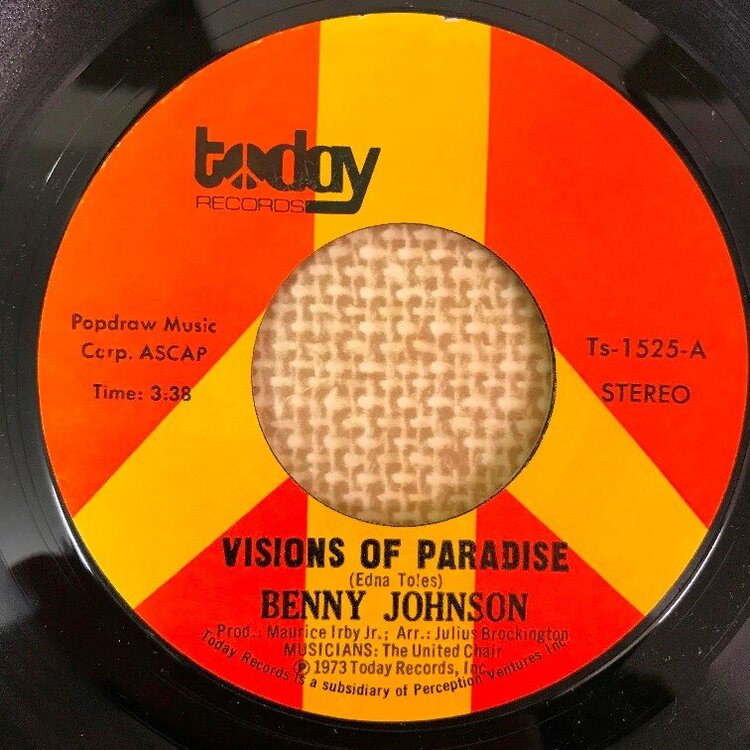 today
RECORDS
Popdraw Music
Corp. ASCAP
Time: 3:38
Ts-1525-A
STEREO
VISIONS OF PARADISE
(Edna Toles)
BENNY JOHNSON
Prod.: Maurice Irby Jr.; Arr.: Julius Brockington
MUSICIANS: The United Chair
℗ 1973 Today Records, Inc.
Today Records is a subsidiary of Perception Ventures Inc.